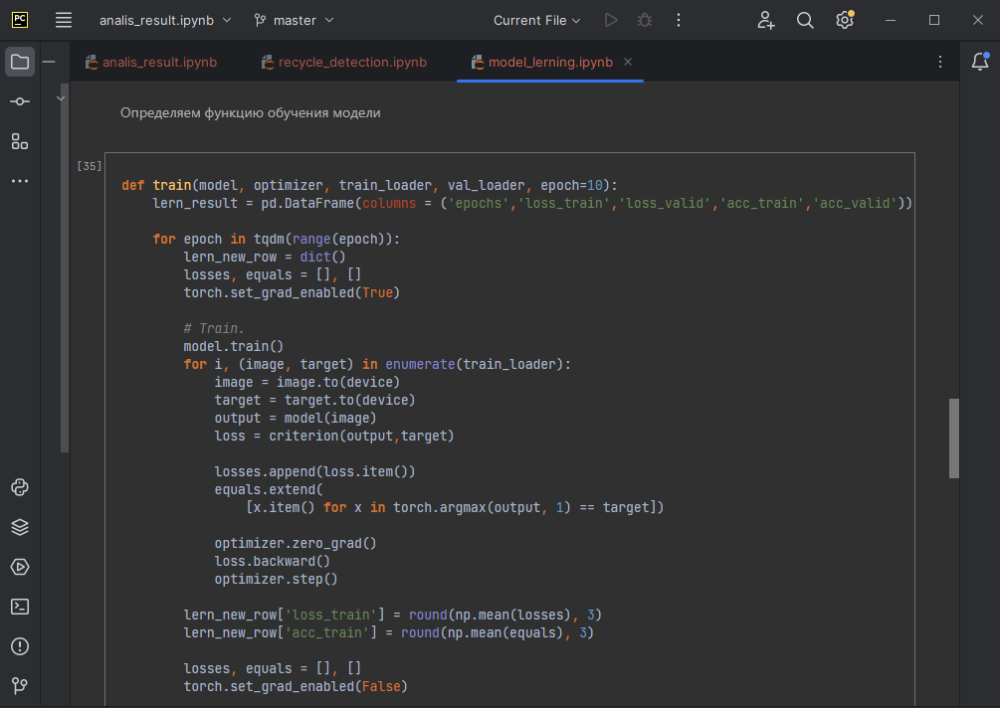 PC analis_result.ipynb master Current File
analis_result.ipynb recycle_detection.ipynb model_lerning.ipynb
Определяем функцию обучения модели
[35]
def train(model, optimizer, train_loader, val_loader, epoch=10):
lern_result = pd.DataFrame(columns = ('epochs','loss_train','loss_valid','acc_train','acc_valid'))
for epoch in tqdm(range(epoch)):
lern_new_row = dict()
losses, equals = [], []
torch.set_grad_enabled(True)
# Train.
model.train()
for i, (image, target) in enumerate(train_loader):
image = image.to(device)
target = target.to(device)
output = model(image)
loss = criterion(output,target)
losses.append(loss.item())
equals.extend(
[x.item() for x in torch.argmax(output, 1) == target])
optimizer.zero_grad()
loss.backward()
optimizer.step()
lern_new_row['loss_train'] = round(np.mean(losses), 3)
lern_new_row['acc_train'] = round(np.mean(equals), 3)
losses, equals = [], []
torch.set_grad_enabled(False)